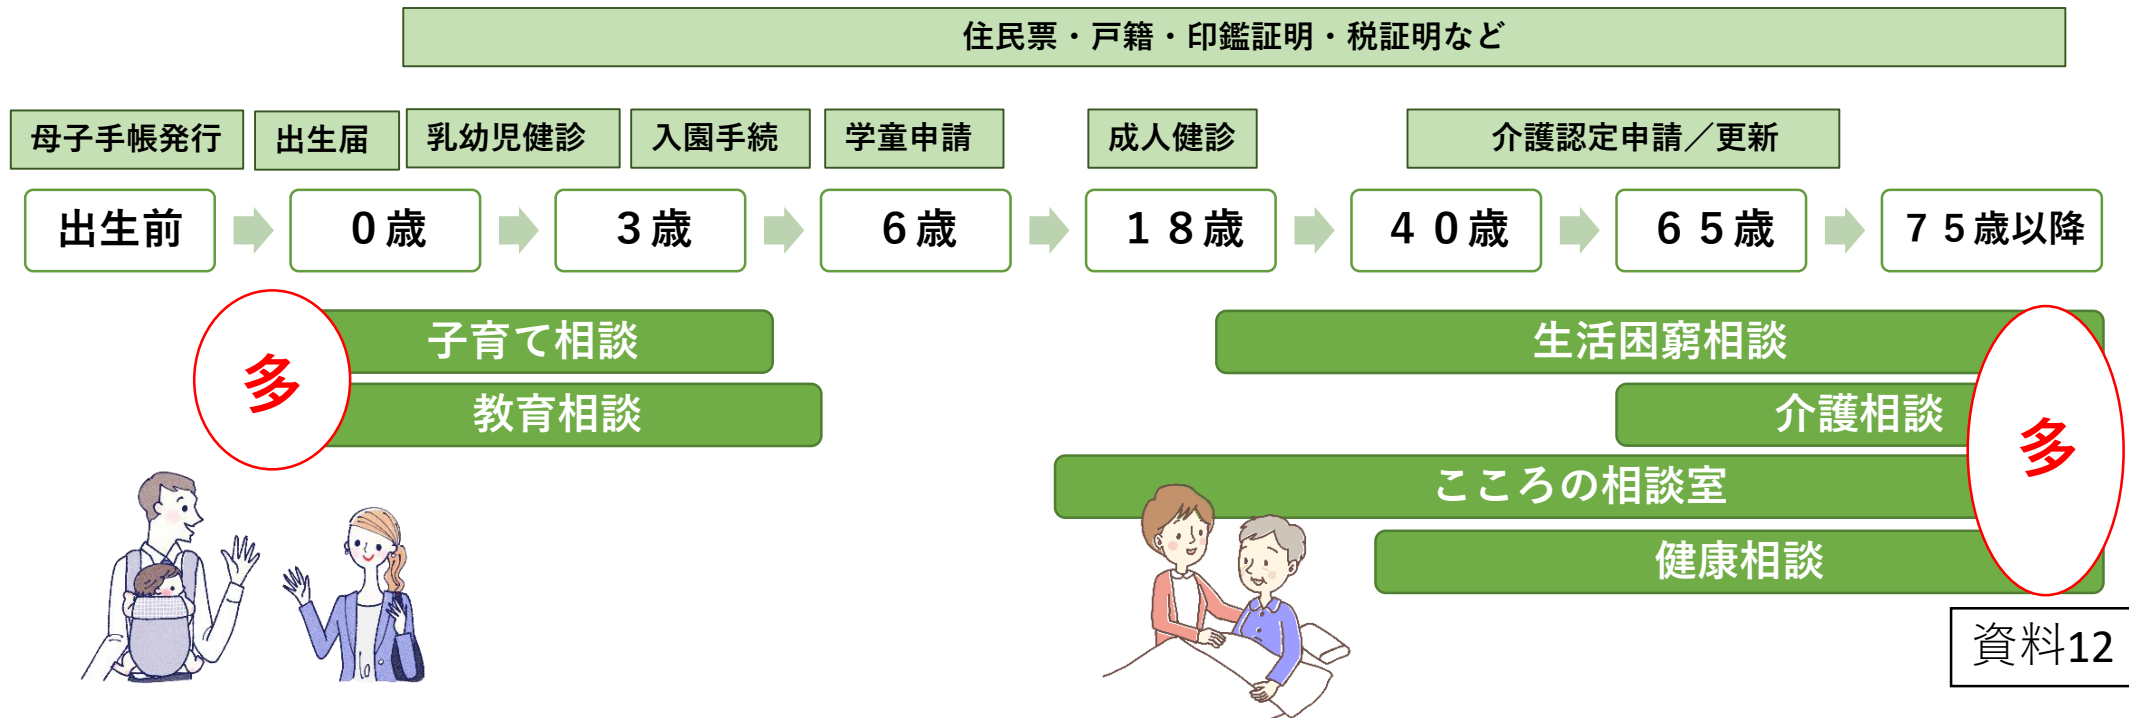 住民票・戸籍・印鑑証明・税証明など
母子手帳発行
出生届
乳幼児健診
入園手続
学童申請
成人健診
介護認定申請／更新
出生前
０歳
３歳
６歳
１８歳
４０歳
６５歳
７５歳以降
多
子育て相談
教育相談
生活困窮相談
介護相談
こころの相談室
健康相談
多
資料12